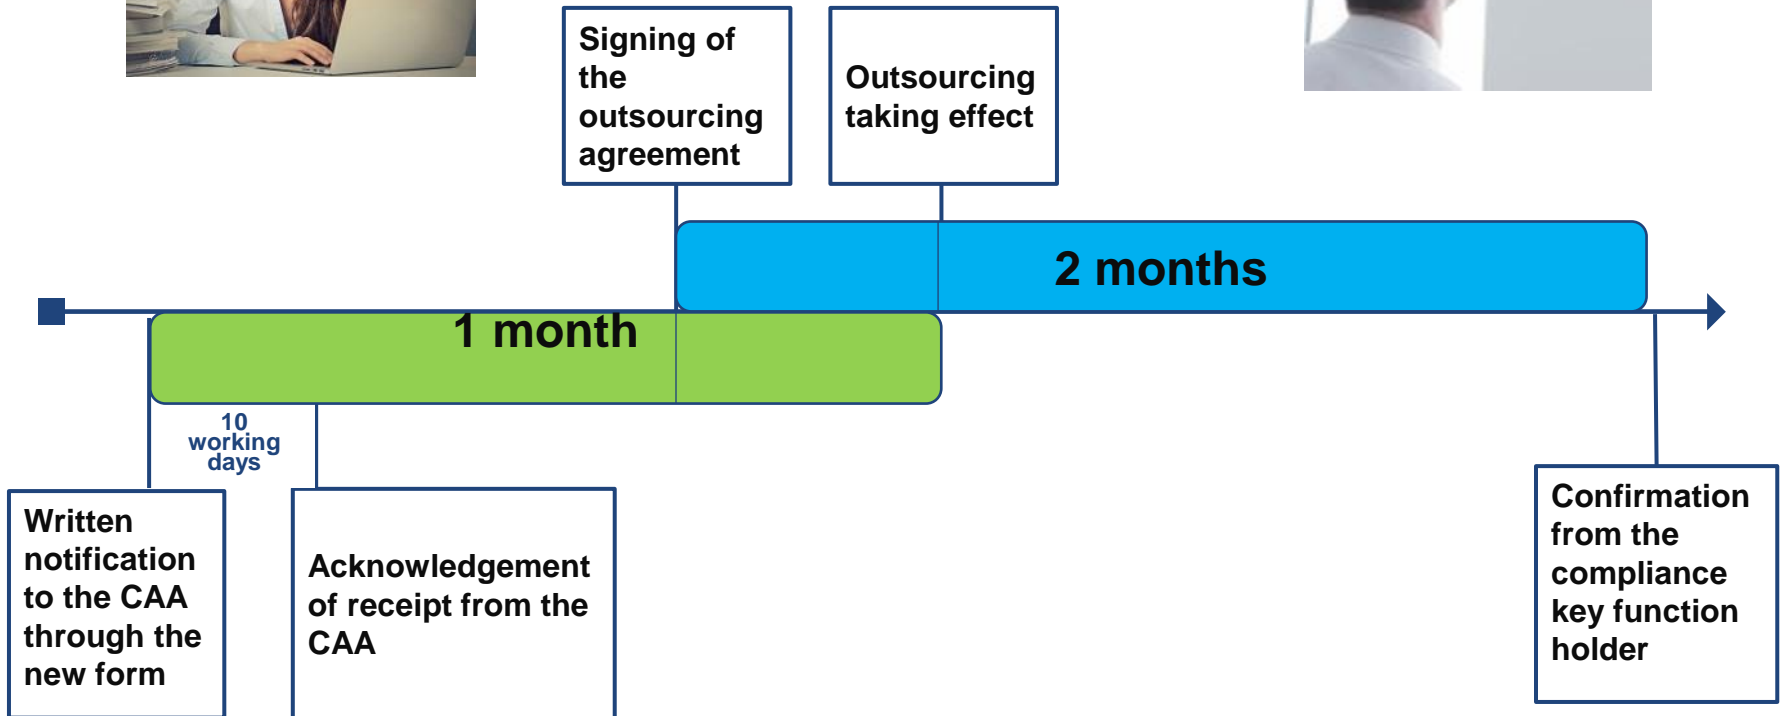 Signing of
the
outsourcing
agreement
Outsourcing
taking effect
2 months
1 month
10
working
days
Written
notification
to the CAA
through the
new form
Acknowledgement
of receipt from the
CAA
Confirmation
from the
compliance
key function
holder